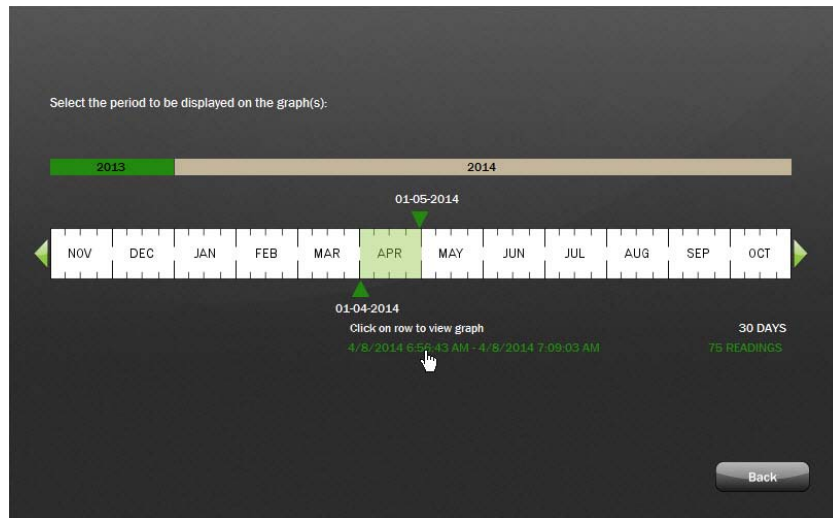 Select the period to be displayed on the graph(s):
2013 2014
01-05-2014
NOV DEC JAN FEB MAR APR MAY JUN JUL AUG SEP OCT
01-04-2014
Click on row to view graph 30 DAYS
4/8/2014 6:56:43 AM - 4/8/2014 7:09:03 AM 75 READINGS
Back